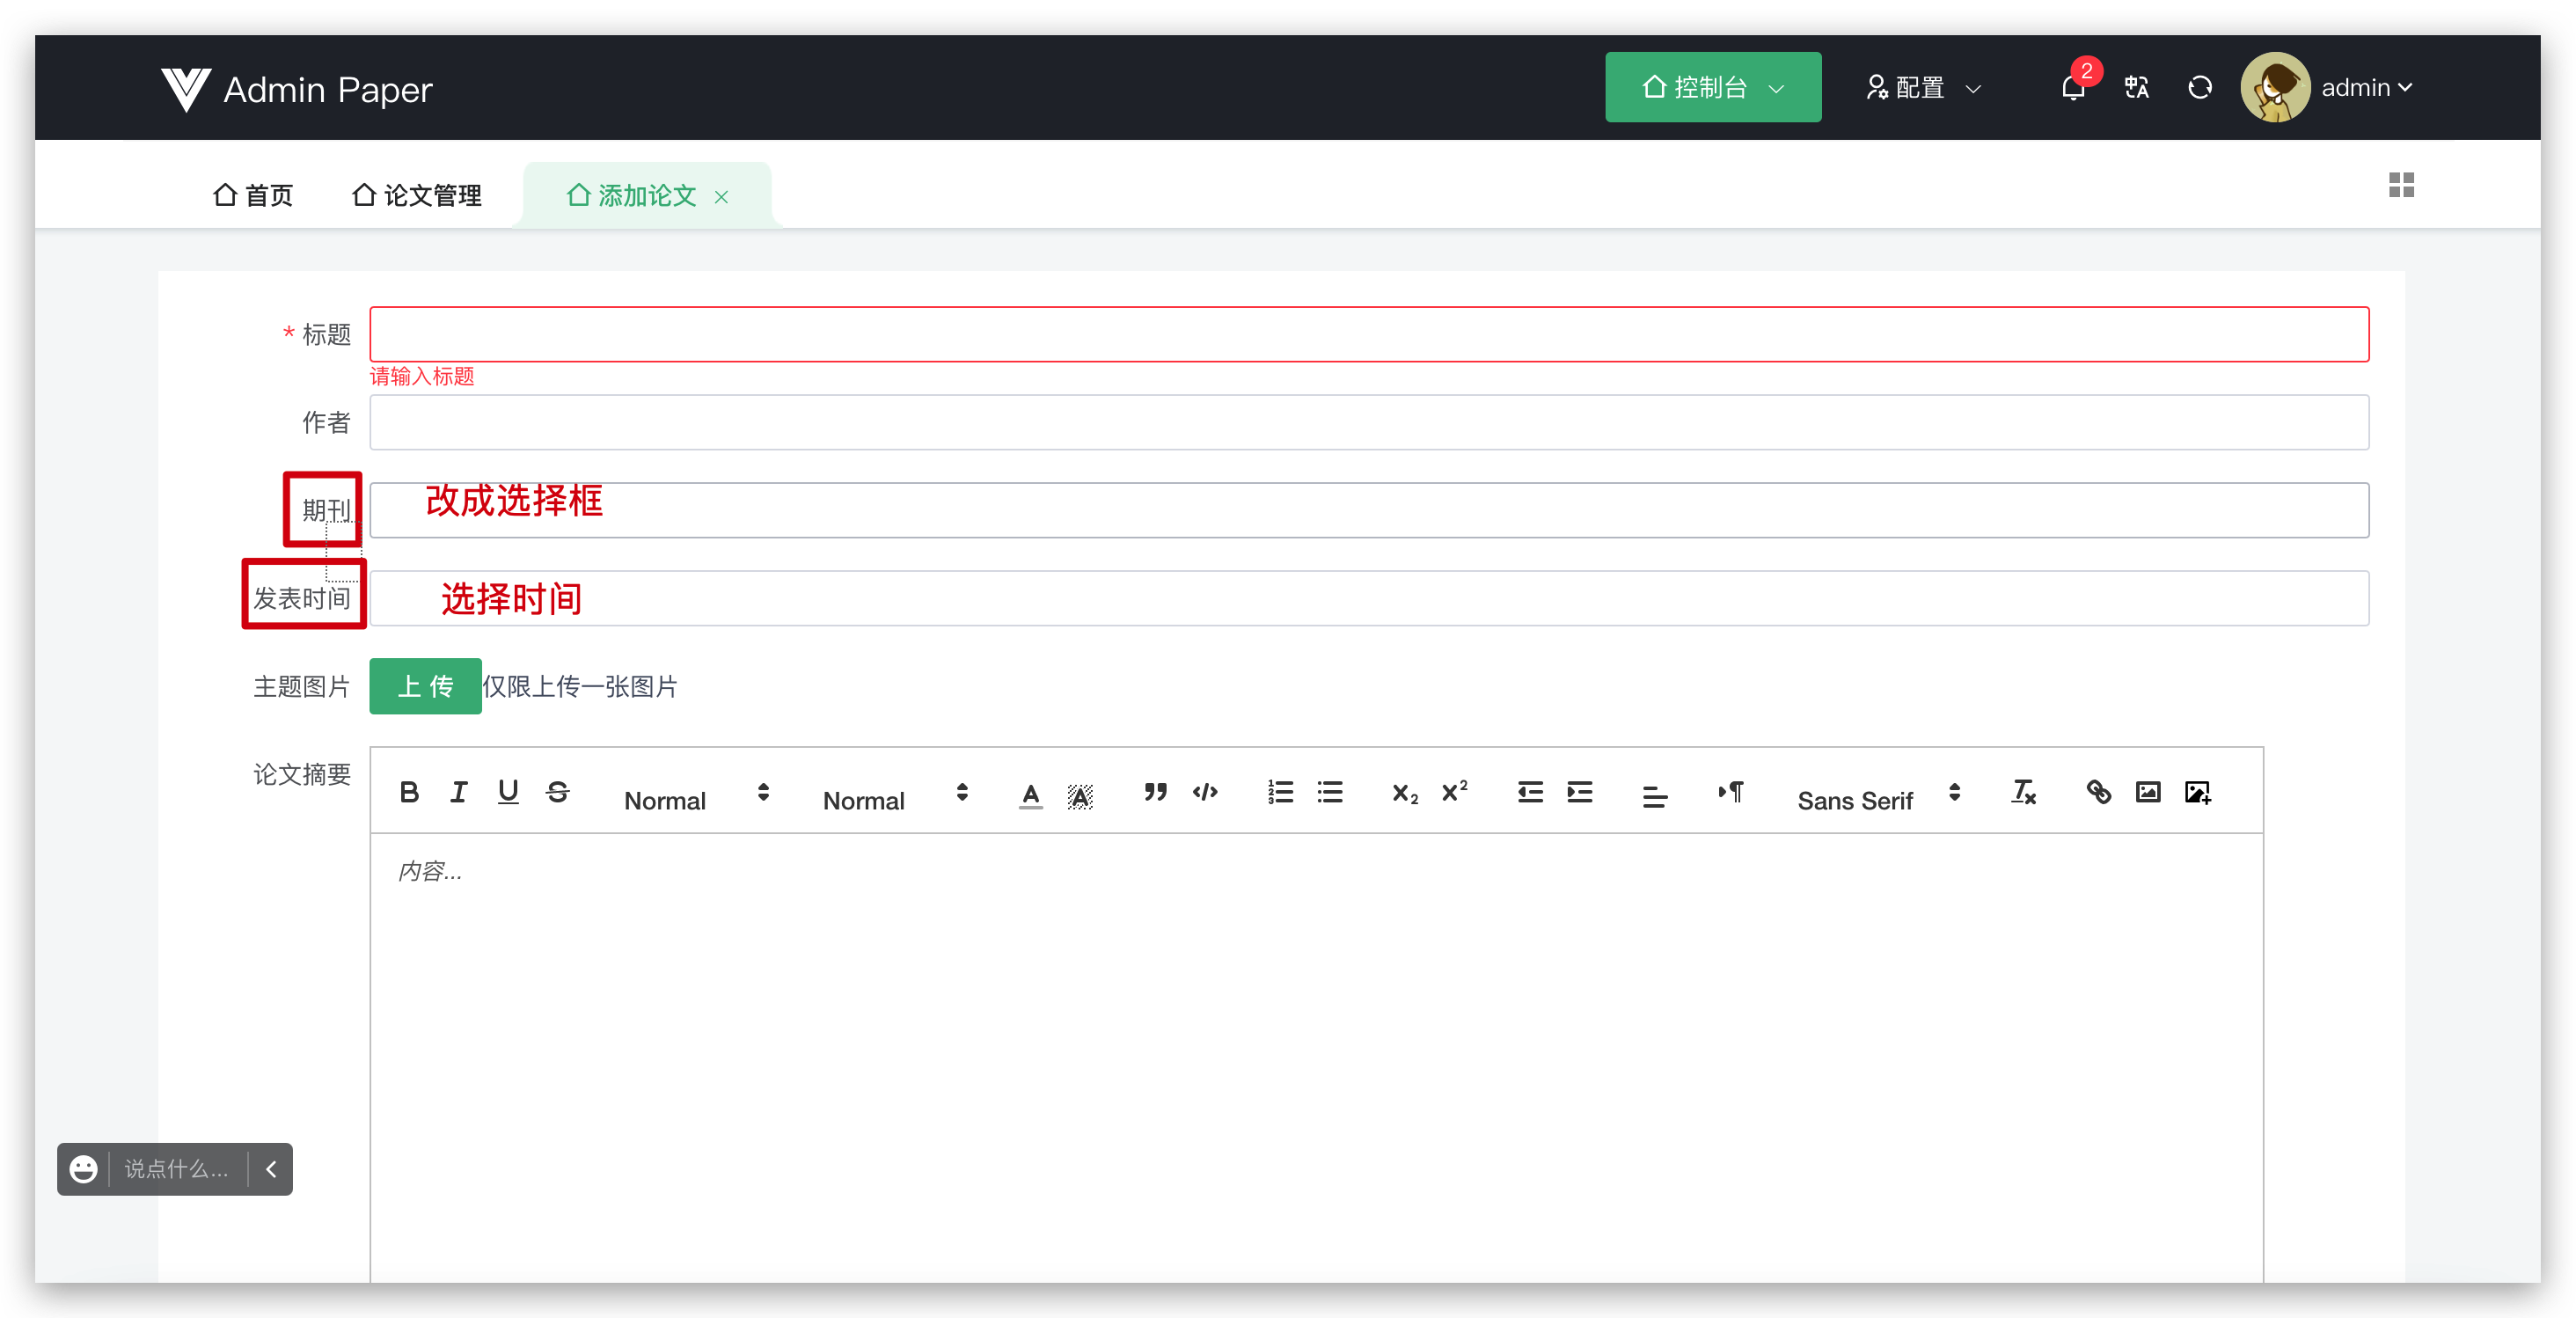 Admin Paper
控制台
配置
2
admin
首页
论文管理
添加论文
* 标题
请输入标题
作者
期刊
改成选择框
发表时间
选择时间
主题图片
上 传
仅限上传一张图片
论文摘要
B I U S Normal Normal A A ” </> X₂ X² Sans Serif Tx
内容...
说点什么...